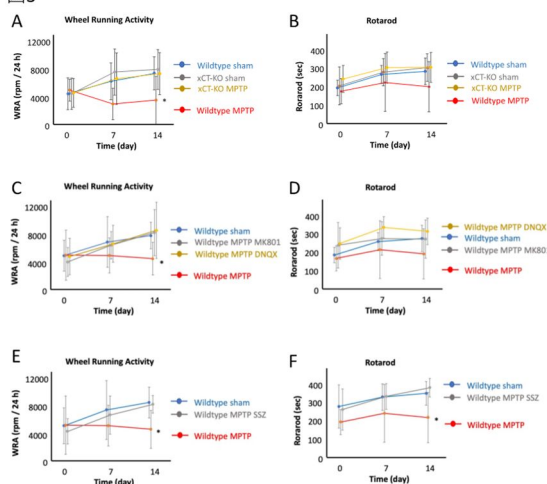 図3
A
Wheel Running Activity
WRA (rpm / 24 h)
12000
8000
4000
0
0 7 14
Time (day)
Wildtype sham
xCT-KO sham
xCT-KO MPTP
Wildtype MPTP
*
B
Rotarod
Rorarod (sec)
400
300
200
100
0
0 7 14
Time (day)
Wildtype sham
xCT-KO sham
xCT-KO MPTP
Wildtype MPTP
C
Wheel Running Activity
WRA (rpm / 24 h)
12000
8000
4000
0
0 7 14
Time (day)
Wildtype sham
Wildtype MPTP MK801
Wildtype MPTP DNQX
Wildtype MPTP
*
D
Rotarod
Rorarod (sec)
400
300
200
100
0
0 7 14
Time (day)
Wildtype MPTP DNQX
Wildtype sham
Wildtype MPTP MK80
Wildtype MPTP
E
Wheel Running Activity
WRA (rpm / 24 h)
12000
8000
4000
0
0 7 14
Time (day)
Wildtype sham
Wildtype MPTP SSZ
Wildtype MPTP
*
F
Rotarod
Rorarod (sec)
400
300
200
100
0
0 7 14
Time (day)
Wildtype sham
Wildtype MPTP SSZ
Wildtype MPTP
*